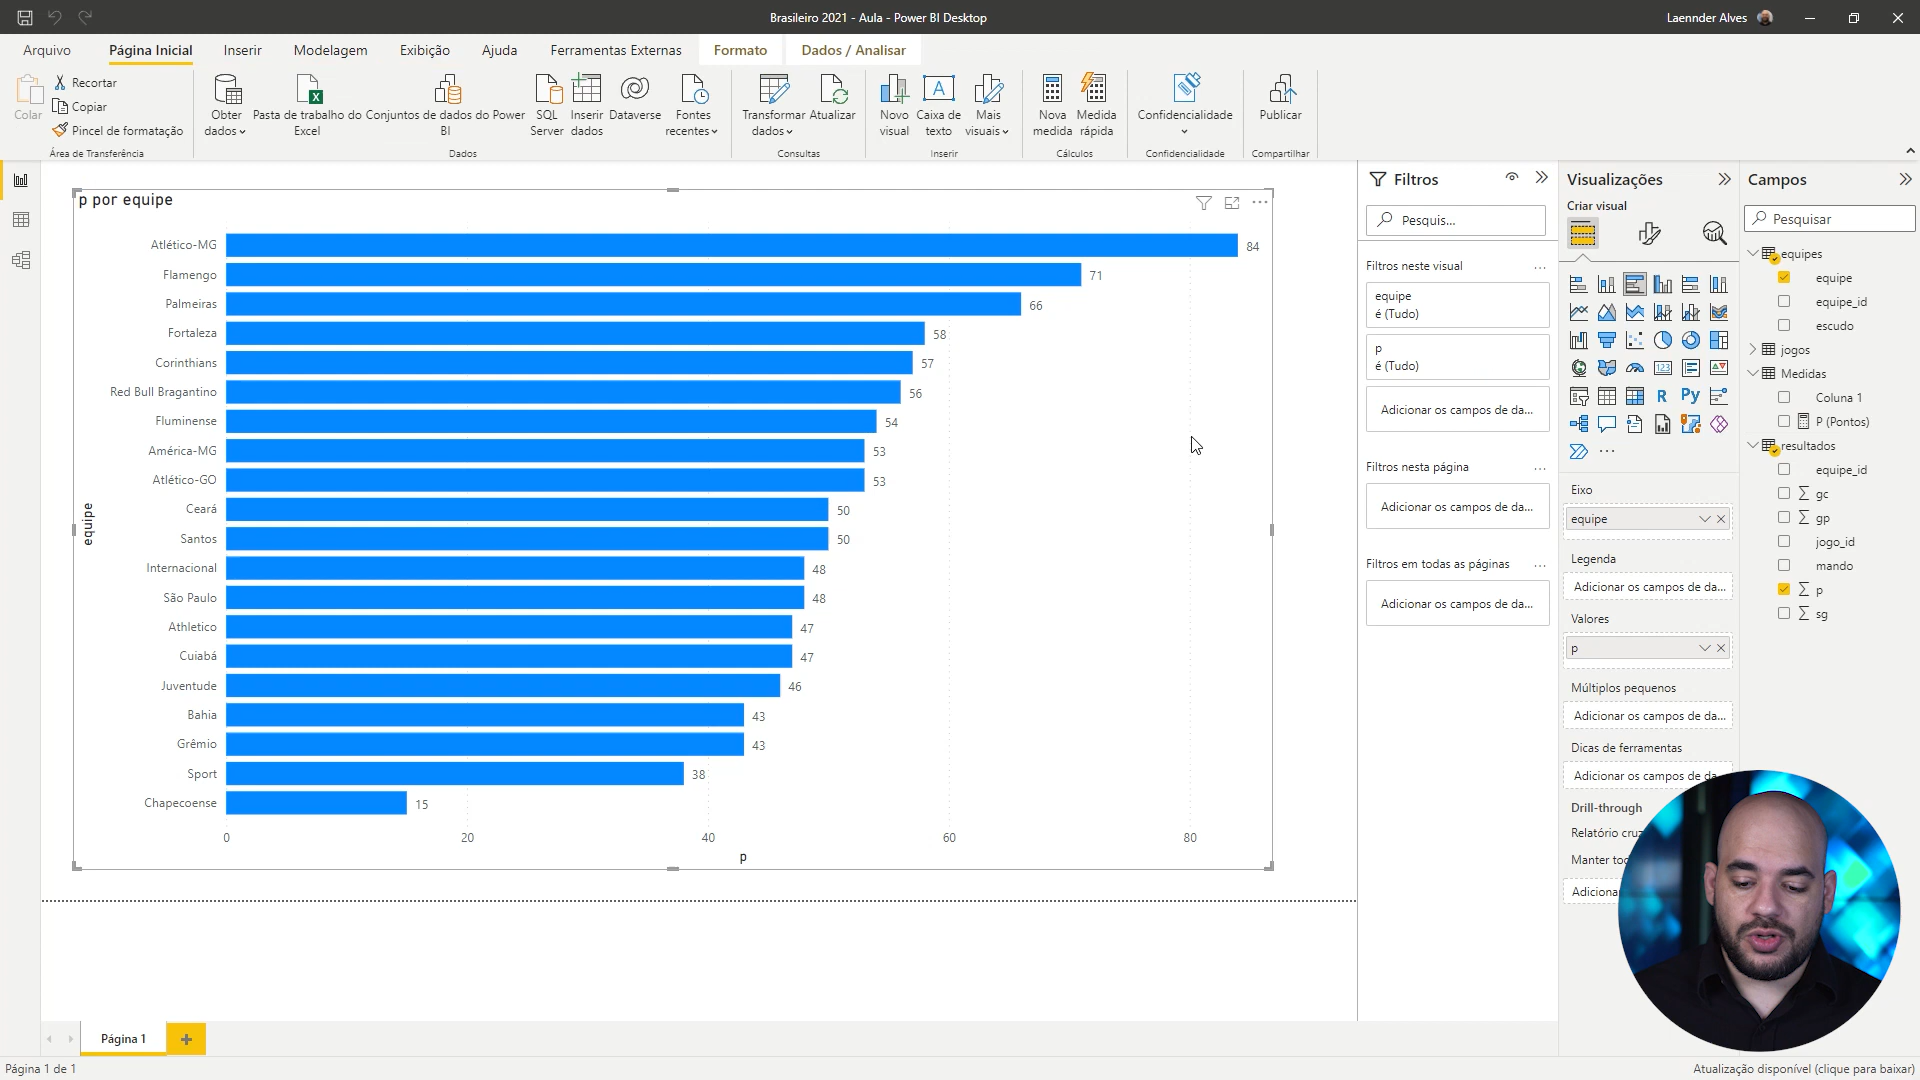 Brasileiro 2021 - Aula - Power BI Desktop
Laennder Alves
Arquivo
Página Inicial
Inserir
Modelagem
Exibição
Ajuda
Ferramentas Externas
Formato
Dados / Analisar
Colar
Recortar
Copiar
Pincel de formatação
Área de Transferência
Obter dados
Pasta de trabalho do Excel
Conjuntos de dados do Power BI
SQL Server
Inserir dados
Dataverse
Fontes recentes
Dados
Transformar dados
Atualizar
Consultas
Novo visual
Caixa de texto
Mais visuais
Inserir
Nova medida
Medida rápida
Cálculos
Confidencialidade
Confidencialidade
Publicar
Compartilhar
p por equipe
equipe
Atlético-MG 84
Flamengo 71
Palmeiras 66
Fortaleza 58
Corinthians 57
Red Bull Bragantino 56
Fluminense 54
América-MG 53
Atlético-GO 53
Ceará 50
Santos 50
Internacional 48
São Paulo 48
Athletico 47
Cuiabá 47
Juventude 46
Bahia 43
Grêmio 43
Sport 38
Chapecoense 15
0 20 40 60 80
p
Filtros
Pesquis...
Filtros neste visual ...
equipe
é (Tudo)
p
é (Tudo)
Adicionar os campos de da...
Filtros nesta página ...
Adicionar os campos de da...
Filtros em todas as páginas ...
Adicionar os campos de da...
Visualizações
Criar visual
123
R
Py
...
Eixo
equipe
Legenda
Adicionar os campos de da...
Valores
p
Múltiplos pequenos
Adicionar os campos de da...
Dicas de ferramentas
Adicionar os campos de da
Drill-through
Relatório cru
Manter too
Adicionar
Campos
Pesquisar
equipes
equipe
equipe_id
escudo
jogos
Medidas
Coluna 1
P (Pontos)
resultados
equipe_id
∑ gc
∑ gp
jogo_id
mando
∑ p
∑ sg
Página 1
+
Página 1 de 1
Atualização disponível (clique para baixar)